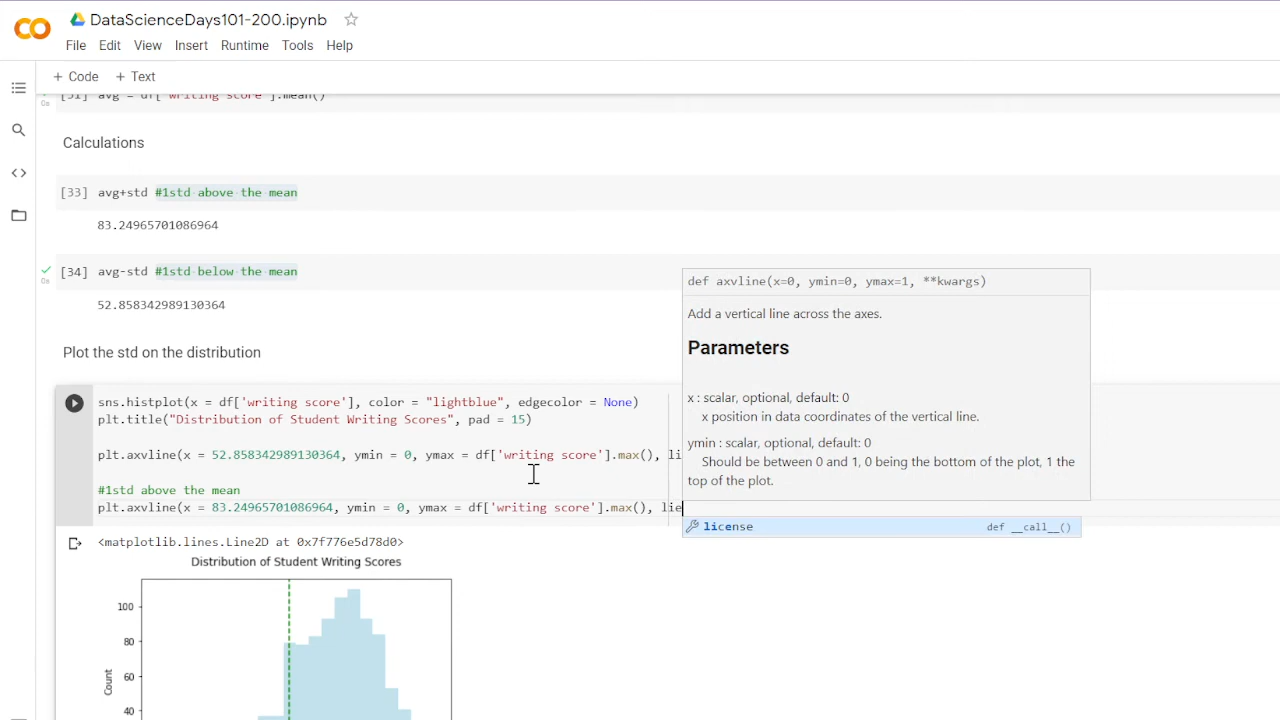 DataScienceDays101-200.ipynb
File Edit View Insert Runtime Tools Help
+ Code + Text
[31] avg = df['writing score'].mean()
Calculations
[33] avg+std #1std above the mean
83.24965701086964
[34] avg-std #1std below the mean
52.858342989130364
Plot the std on the distribution
sns.histplot(x = df['writing score'], color = "lightblue", edgecolor = None)
plt.title("Distribution of Student Writing Scores", pad = 15)
plt.axvline(x = 52.858342989130364, ymin = 0, ymax = df['writing score'].max(), li
#1std above the mean
plt.axvline(x = 83.24965701086964, ymin = 0, ymax = df['writing score'].max(), lie
def axvline(x=0, ymin=0, ymax=1, **kwargs)
Add a vertical line across the axes.
Parameters
x : scalar, optional, default: 0
x position in data coordinates of the vertical line.
ymin : scalar, optional, default: 0
Should be between 0 and 1, 0 being the bottom of the plot, 1 the
top of the plot.
license def __call__()
<matplotlib.lines.Line2D at 0x7f776e5d78d0>
Distribution of Student Writing Scores
100
80
60
40
Count